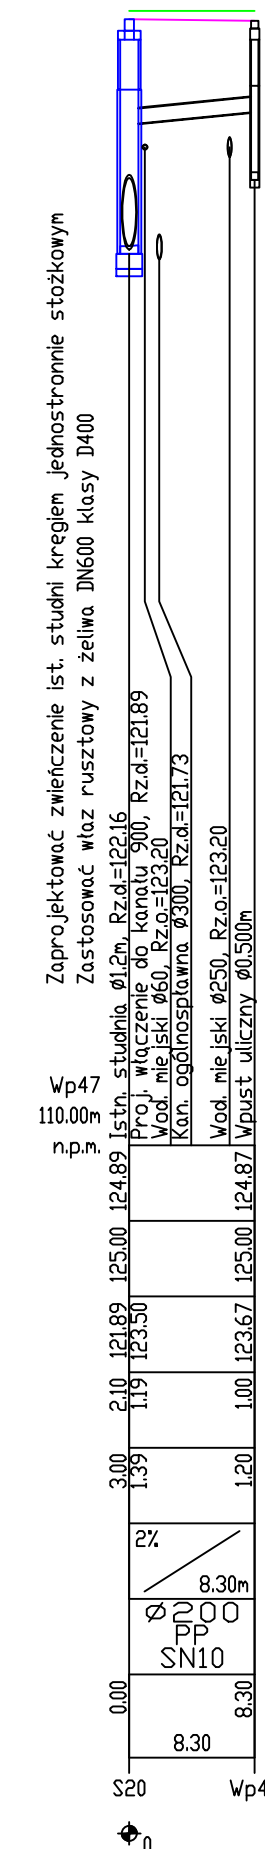 Zaprojektować zwieńczenie ist. studni kręgiem jednostronnie stożkowym
Zastosować właz rusztowy z żeliwa DN600 klasy D400
Istn. studnia ø1.2m, Rz.d.=122.16
Proj. włączenie do kanału 900, Rz.d.=121.89
Wod. miejski ø60, Rz.o.=123.20
Kan. ogólnospławna ø300, Rz.d.=121.73
Wod. miejski ø250, Rz.o.=123.20
Wpust uliczny ø0.500m
Wp47
110.00m
n.p.m.
124.89
124.87
125.00
125.00
121.89
123.50
123.67
2.10
1.19
1.00
3.00
1.39
1.20
2%
8.30m
ø200
PP
SN10
0.00
8.30
8.30
S20
Wp4
0